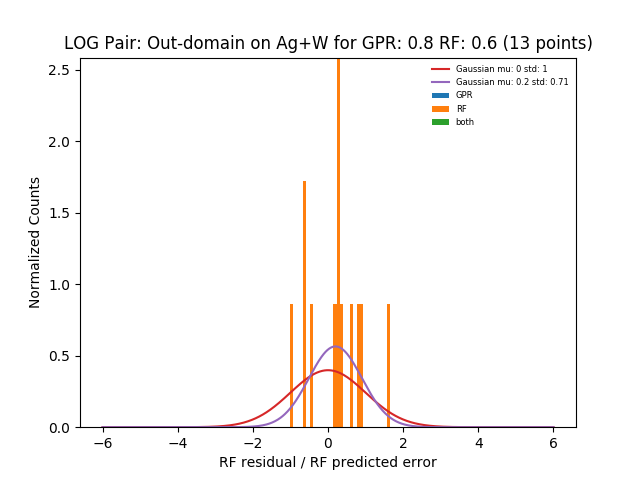 LOG Pair: Out-domain on Ag+W for GPR: 0.8 RF: 0.6 (13 points)
Gaussian mu: 0 std: 1
Gaussian mu: 0.2 std: 0.71
GPR
RF
both
Normalized Counts
2.5
2.0
1.5
1.0
0.5
0.0
−6 −4 −2 0 2 4 6
RF residual / RF predicted error